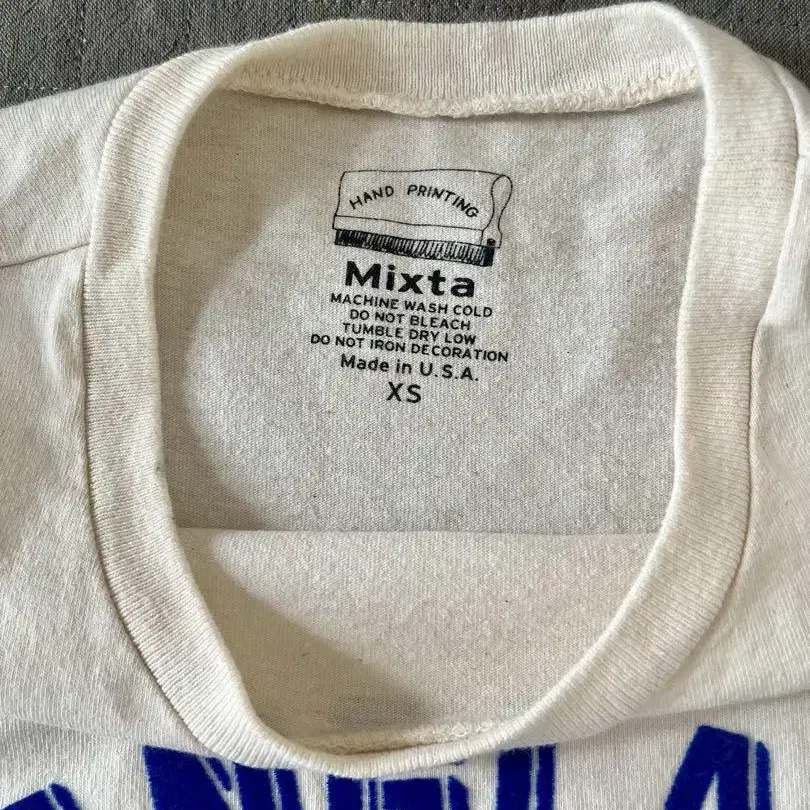 HAND PRINTING
Mixta
MACHINE WASH COLD
DO NOT BLEACH
TUMBLE DRY LOW
DO NOT IRON DECORATION
Made in U.S.A.
XS